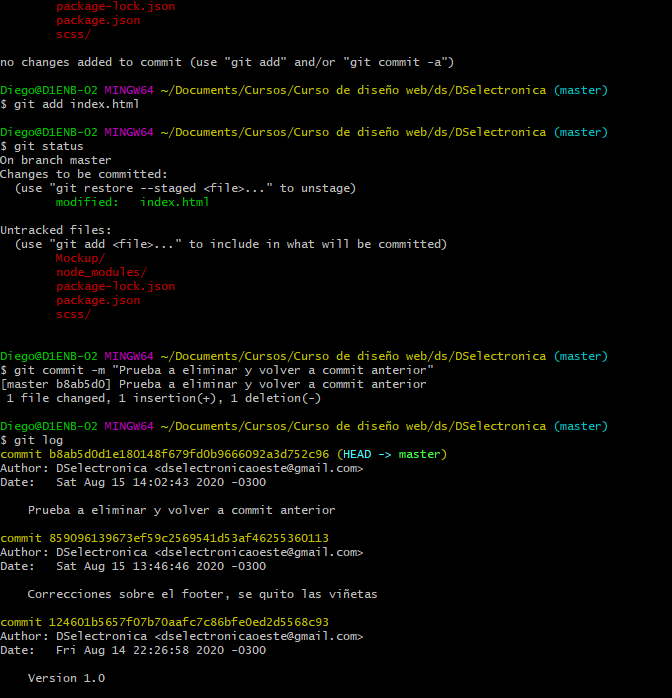 package-lock.json
package.json
scss/
no changes added to commit (use "git add" and/or "git commit -a")
Diego@D1ENB-02 MINGW64 ~/Documents/Cursos/Curso de diseño web/ds/DSelectronica (master)
$ git add index.html
Diego@D1ENB-02 MINGW64 ~/Documents/Cursos/Curso de diseño web/ds/DSelectronica (master)
$ git status
On branch master
Changes to be committed:
  (use "git restore --staged <file>..." to unstage)
        modified:   index.html
Untracked files:
  (use "git add <file>..." to include in what will be committed)
        Mockup/
        node_modules/
        package-lock.json
        package.json
        scss/
Diego@D1ENB-02 MINGW64 ~/Documents/Cursos/Curso de diseño web/ds/DSelectronica (master)
$ git commit -m "Prueba a eliminar y volver a commit anterior"
[master b8ab5d0] Prueba a eliminar y volver a commit anterior
 1 file changed, 1 insertion(+), 1 deletion(-)
Diego@D1ENB-02 MINGW64 ~/Documents/Cursos/Curso de diseño web/ds/DSelectronica (master)
$ git log
commit b8ab5d0d1e180148f679fd0b9666092a3d752c96 (HEAD -> master)
Author: DSelectronica <dselectronicaoeste@gmail.com>
Date:   Sat Aug 15 14:02:43 2020 -0300
    Prueba a eliminar y volver a commit anterior
commit 859096139673ef59c2569541d53af46255360113
Author: DSelectronica <dselectronicaoeste@gmail.com>
Date:   Sat Aug 15 13:46:46 2020 -0300
    Correcciones sobre el footer, se quito las viñetas
commit 124601b5657f07b70aafc7c86bfe0ed2d5568c93
Author: DSelectronica <dselectronicaoeste@gmail.com>
Date:   Fri Aug 14 22:26:58 2020 -0300
    Version 1.0